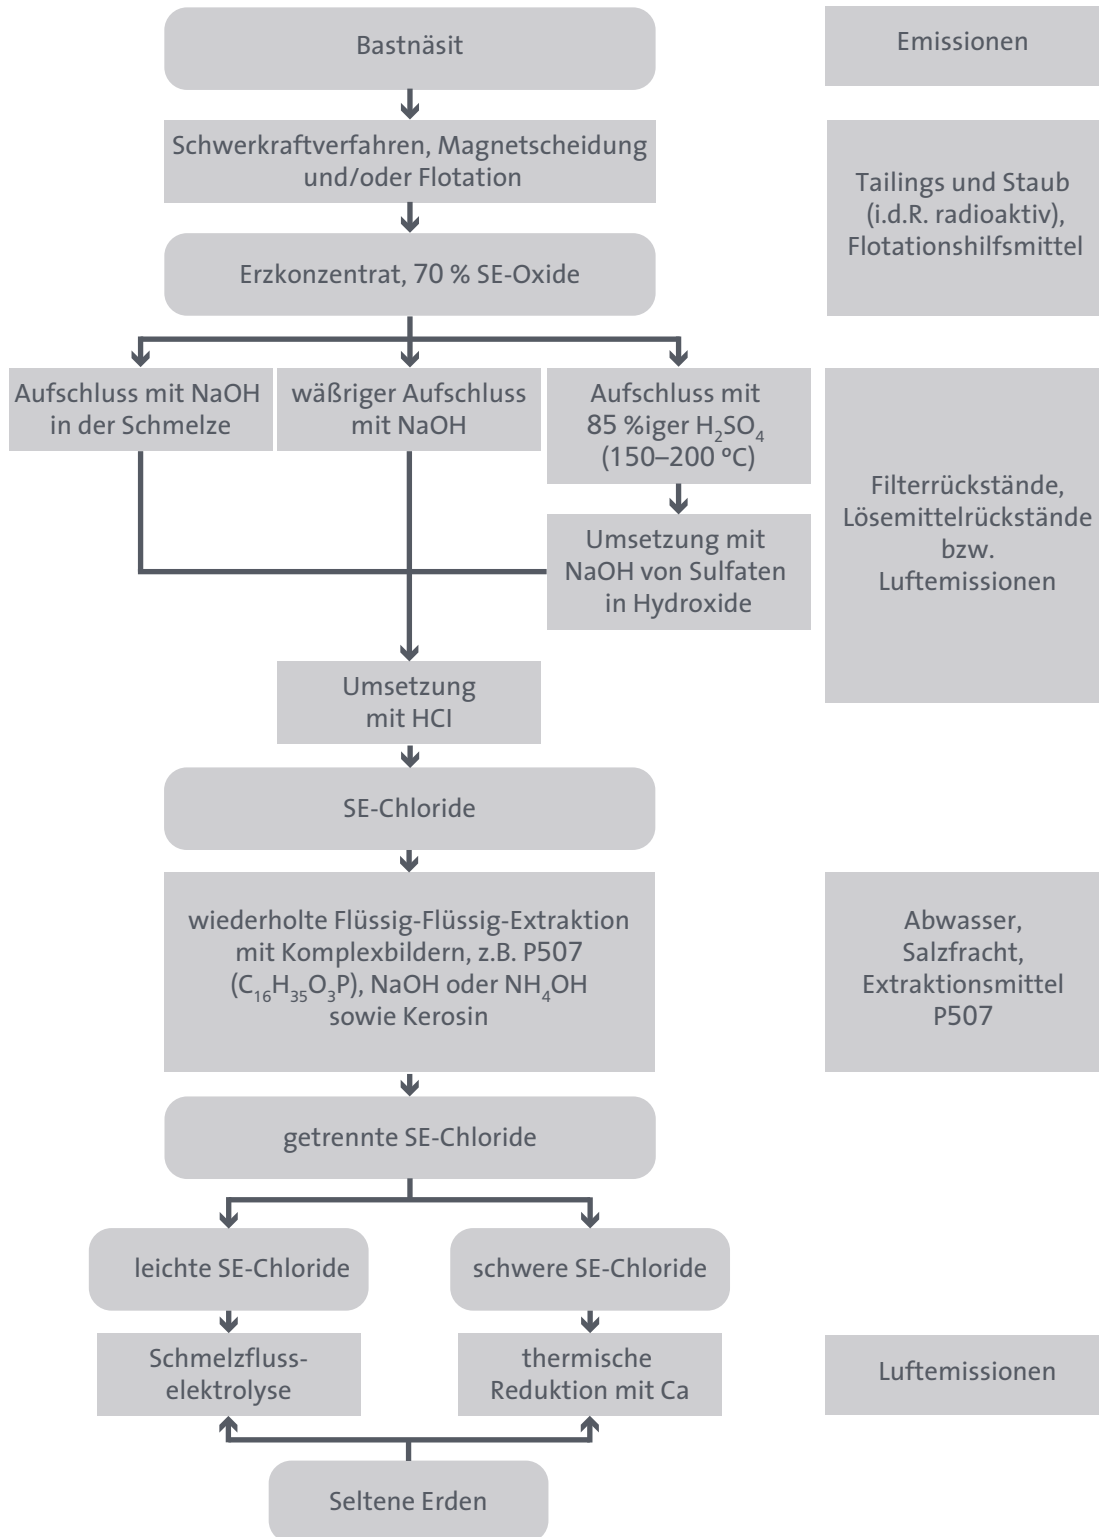 Bastnäsit
Emissionen
Schwerkraftverfahren, Magnetscheidung
und/oder Flotation
Tailings und Staub
(i.d.R. radioaktiv),
Flotationshilfsmittel
Erzkonzentrat, 70 % SE-Oxide
Aufschluss mit NaOH
in der Schmelze
wäßriger Aufschluss
mit NaOH
Aufschluss mit
85 %iger H₂SO₄
(150–200 °C)
Umsetzung mit
NaOH von Sulfaten
in Hydroxide
Filterrückstände,
Lösemittelrückstände
bzw.
Luftemissionen
Umsetzung
mit HCl
SE-Chloride
wiederholte Flüssig-Flüssig-Extraktion
mit Komplexbildern, z.B. P507
(C₁₆H₃₅O₃P), NaOH oder NH₄OH
sowie Kerosin
Abwasser,
Salzfracht,
Extraktionsmittel
P507
getrennte SE-Chloride
leichte SE-Chloride
schwere SE-Chloride
Schmelzfluss-
elektrolyse
thermische
Reduktion mit Ca
Luftemissionen
Seltene Erden